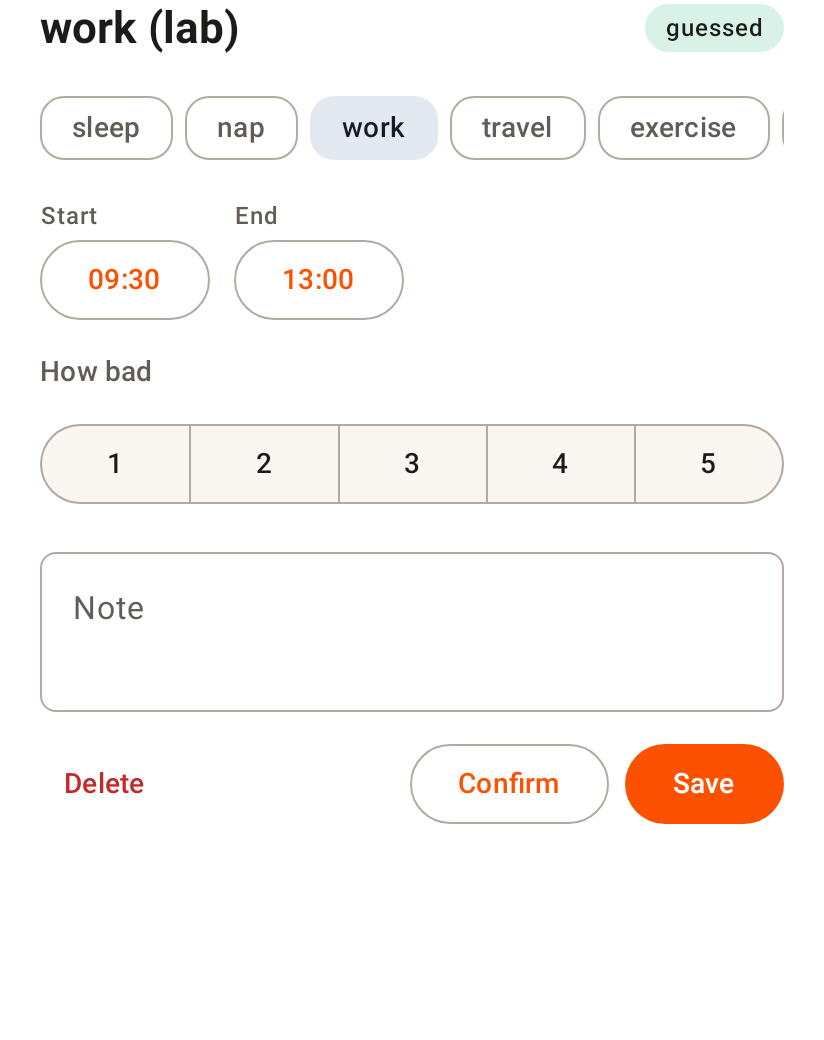 work (lab)
guessed
sleep
nap
work
travel
exercise
Start
End
09:30
13:00
How bad
1
2
3
4
5
Note
Delete
Confirm
Save